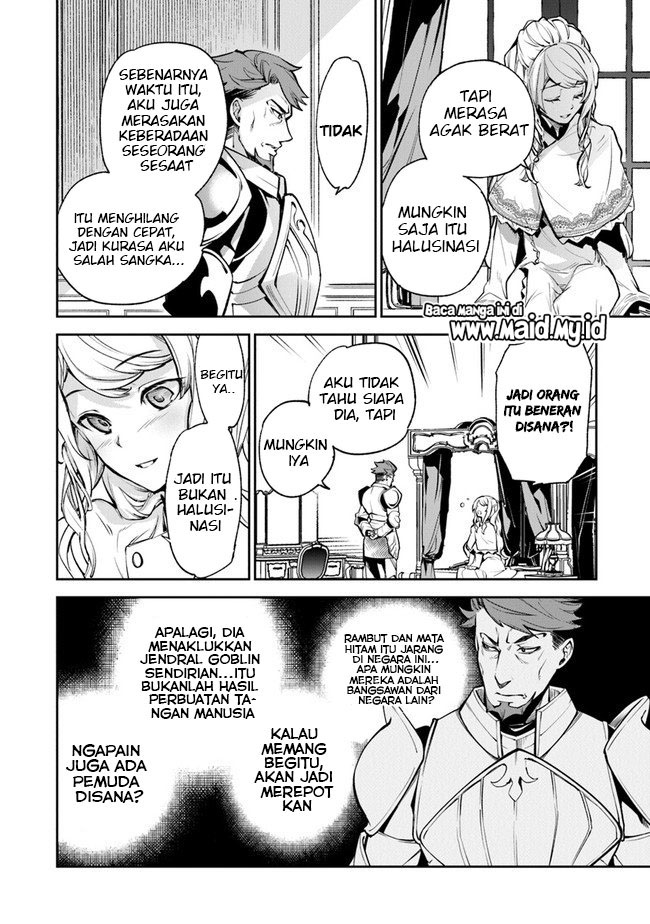 TAPI
MERASA
AGAK BERAT
MUNGKIN
SAJA ITU
HALUSINASI
TIDAK
SEBENARNYA
WAKTU ITU,
AKU JUGA
MERASAKAN
KEBERADAAN
SESEORANG
SESAAT
ITU MENGHILANG
DENGAN CEPAT,
JADI KURASA AKU
SALAH SANGKA...
Baca Manga ini di
www.Maid.My.id
JADI ORANG
ITU BENERAN
DISANA?!
AKU TIDAK
TAHU SIAPA
DIA, TAPI
MUNGKIN
IYA
BEGITU
YA..
JADI ITU
BUKAN
HALUSI-
NASI
RAMBUT DAN MATA
HITAM ITU JARANG
DI NEGARA INI...
APA MUNGKIN
MEREKA ADALAH
BANGSAWAN DARI
NEGARA LAIN?
KALAU
MEMANG
BEGITU,
AKAN JADI
MEREPOT
KAN
APALAGI, DIA
MENAKLUKKAN
JENDRAL GOBLIN
SENDIRIAN...ITU
BUKANLAH HASIL
PERBUATAN TA-
NGAN MANUSIA
NGAPAIN
JUGA ADA
PEMUDA
DISANA?